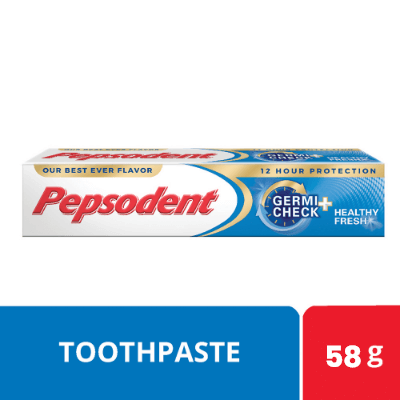 OUR BEST EVER FLAVOR
12 HOUR PROTECTION
Pepsodent
GERMI
CHECK+
HEALTHY
FRESH
TOOTHPASTE
58 g